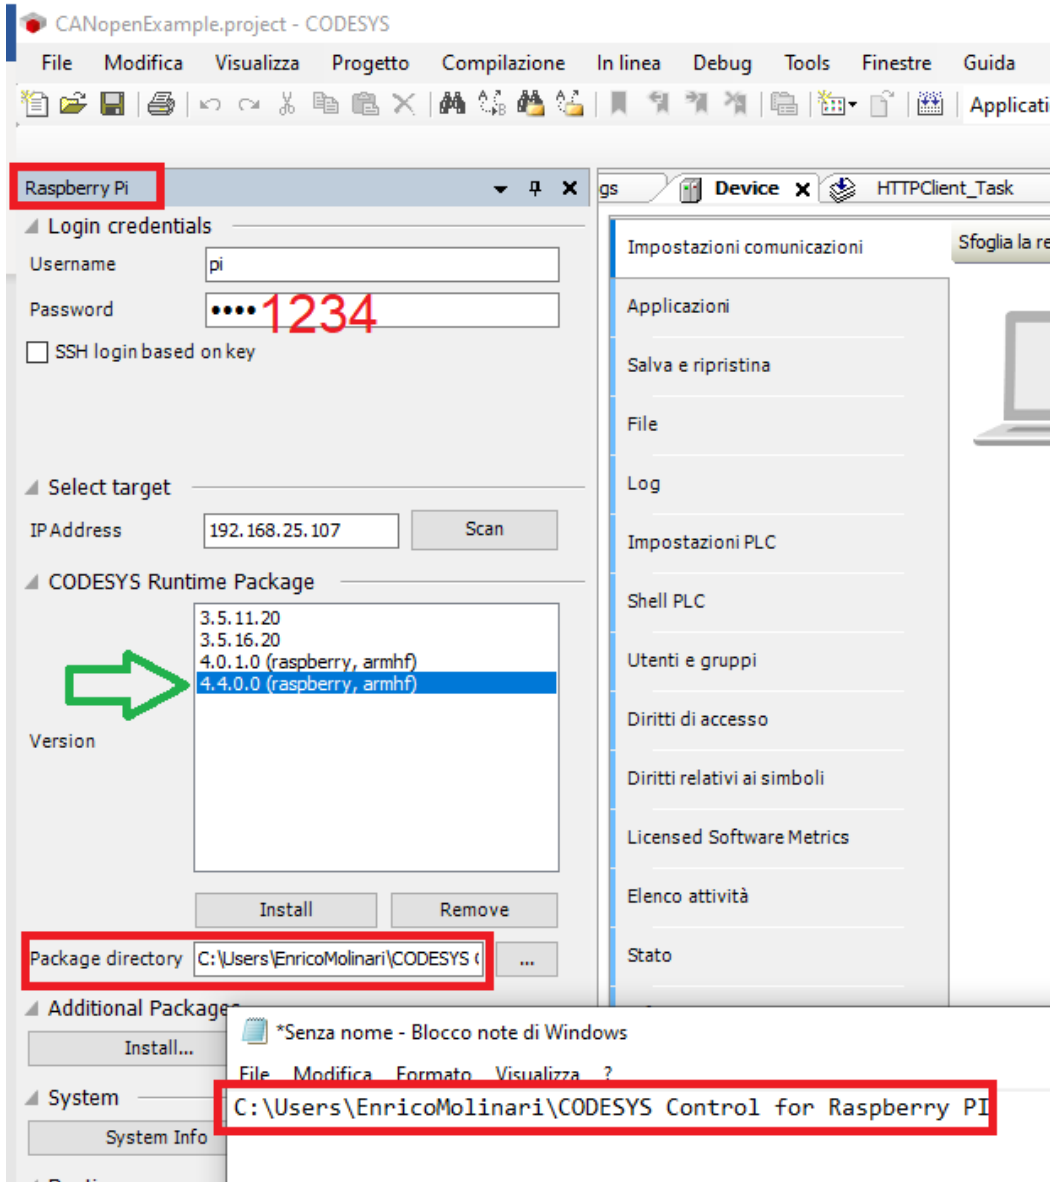 CANopenExample.project - CODESYS
File Modifica Visualizza Progetto Compilazione In linea Debug Tools Finestre Guida
Applicati
Raspberry Pi
gs Device HTTPClient_Task
Login credentials
Username pi
Password •••• 1234
SSH login based on key
Select target
IP Address 192.168.25.107 Scan
CODESYS Runtime Package
3.5.11.20
3.5.16.20
4.0.1.0 (raspberry, armhf)
4.4.0.0 (raspberry, armhf)
Version
Install Remove
Package directory C:\Users\EnricoMolinari\CODESYS ...
Additional Packages
Install...
System
System Info
Impostazioni comunicazioni
Sfoglia la re
Applicazioni
Salva e ripristina
File
Log
Impostazioni PLC
Shell PLC
Utenti e gruppi
Diritti di accesso
Diritti relativi ai simboli
Licensed Software Metrics
Elenco attività
Stato
*Senza nome - Blocco note di Windows
File Modifica Formato Visualizza ?
C:\Users\EnricoMolinari\CODESYS Control for Raspberry PI